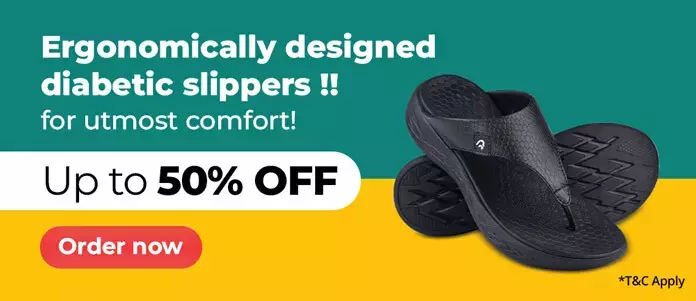 Ergonomically designed
diabetic slippers !!
for utmost comfort!
Up to 50% OFF
Order now
*T&C Apply